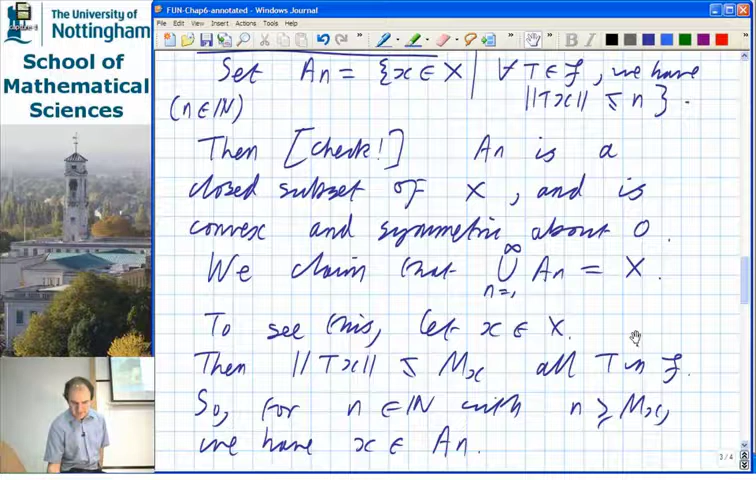 The University of
Nottingham
School of
Mathematical
Sciences
FUN-Chap6-annotated - Windows Journal
File Edit View Insert Actions Tools Help
B I
Set An = {x ∈ X | ∀ T ∈ F, we have
(n ∈ IN) ||Tx|| ≤ n}.
Then [check!] An is a
closed subset of X, and is
convex and symmetric about 0.
We claim that ∞ ∪ n=1 An = X.
To see this, let x ∈ X.
Then ||Tx|| ≤ Mx all T in F.
So, for n ∈ IN with n ≥ Mx,
we have x ∈ An.
3/4